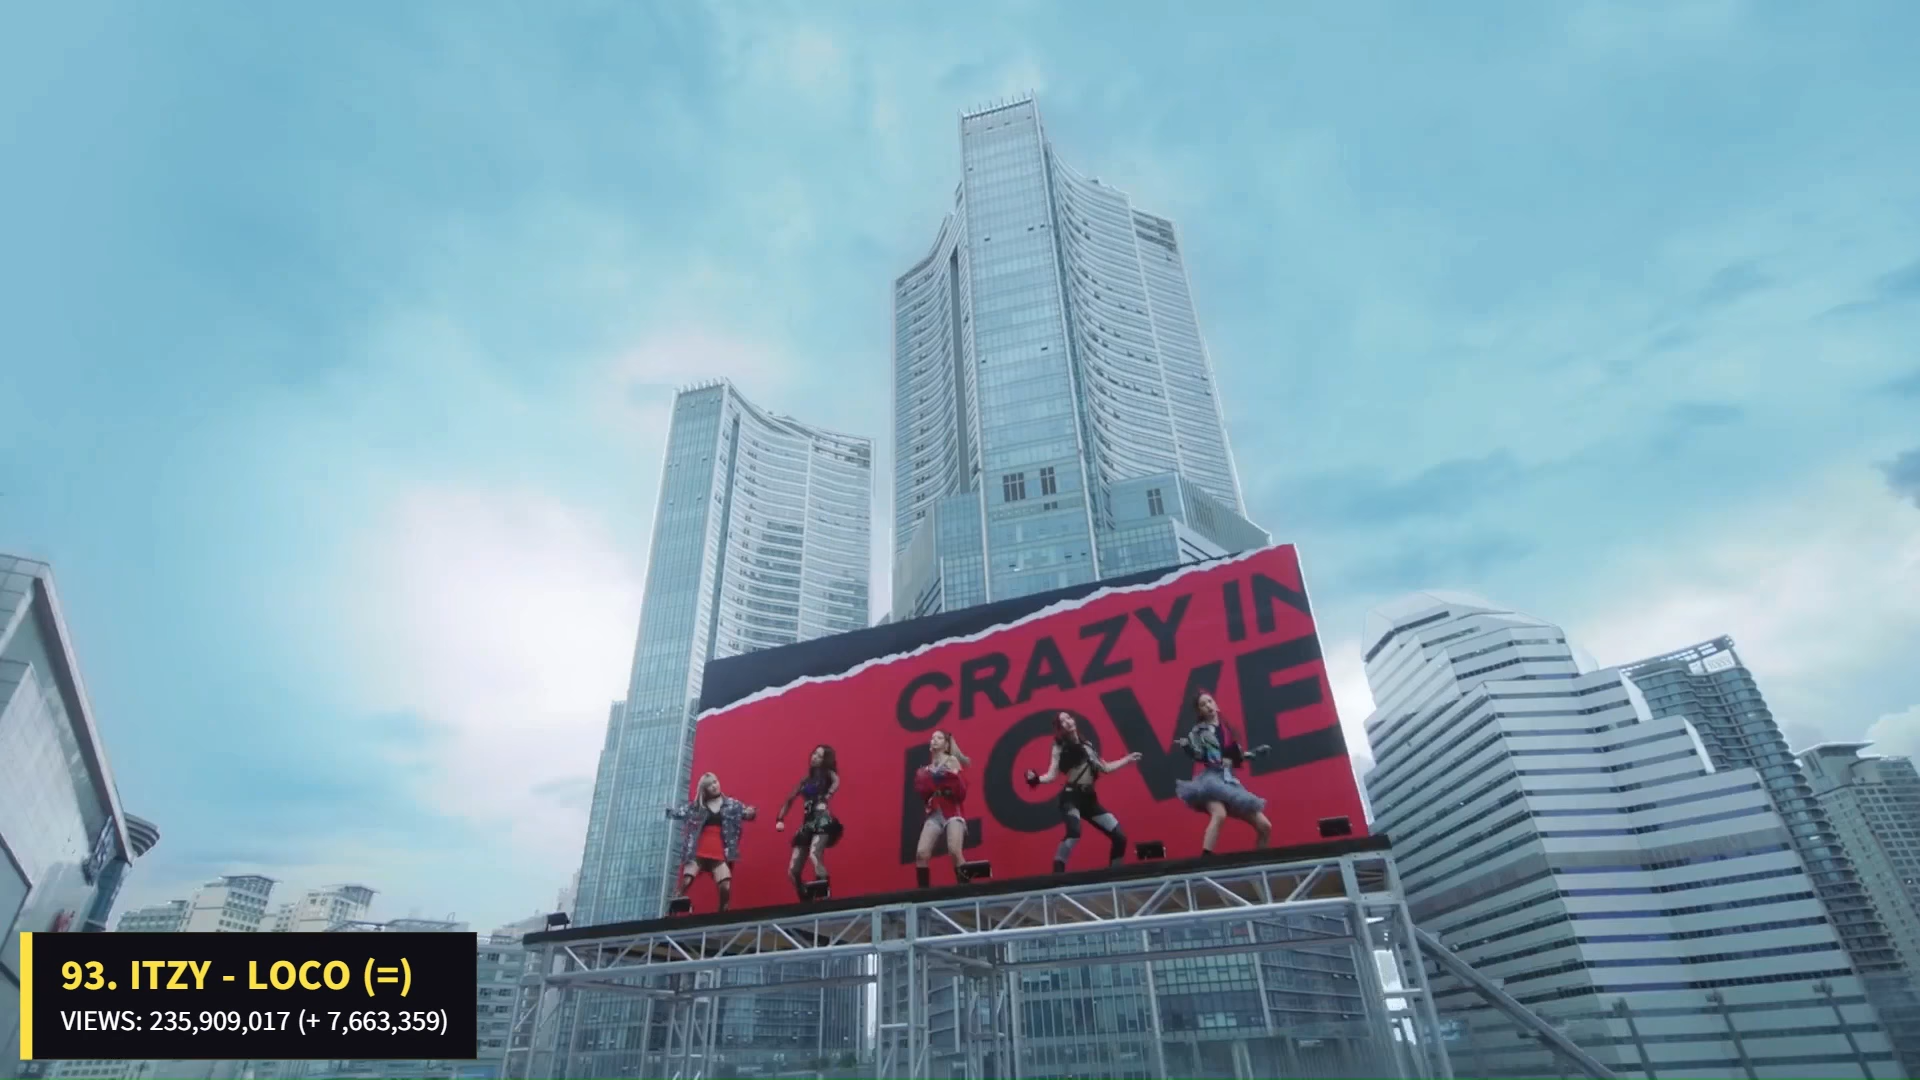 CRAZY IN
LOVE
93. ITZY - LOCO (=)
VIEWS: 235,909,017 (+ 7,663,359)